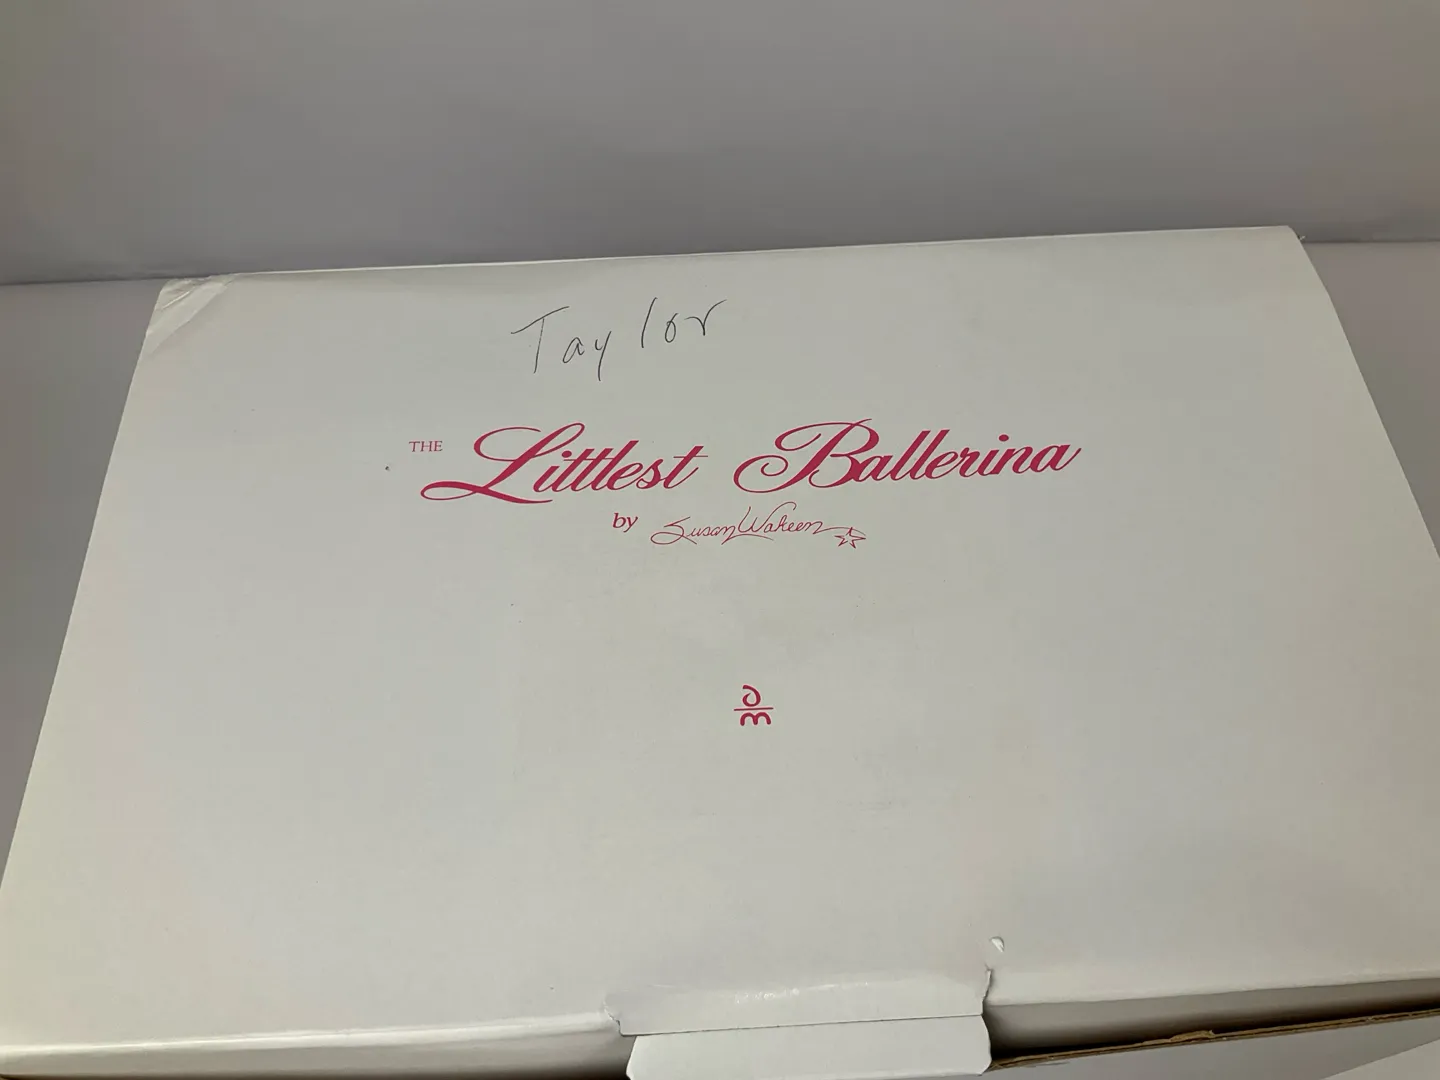 Taylor
THE Littlest Ballerina
by Susan Wakeen